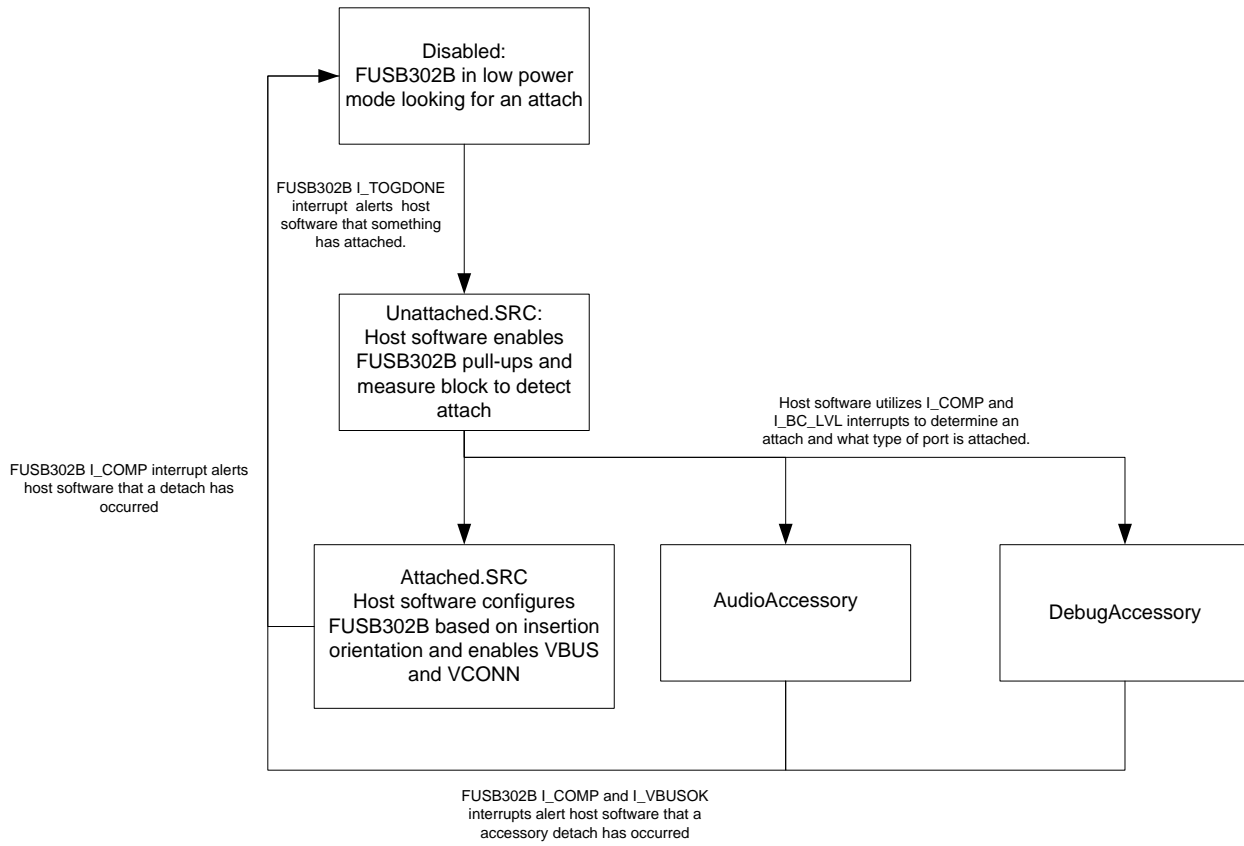 Disabled:
FUSB302B in low power
mode looking for an attach
FUSB302B I_TOGDONE
interrupt alerts host
software that something
has attached.
Unattached.SRC:
Host software enables
FUSB302B pull-ups and
measure block to detect
attach
Host software utilizes I_COMP and
I_BC_LVL interrupts to determine an
attach and what type of port is attached.
FUSB302B I_COMP interrupt alerts
host software that a detach has
occurred
Attached.SRC
Host software configures
FUSB302B based on insertion
orientation and enables VBUS
and VCONN
AudioAccessory
DebugAccessory
FUSB302B I_COMP and I_VBUSOK
interrupts alert host software that a
accessory detach has occurred